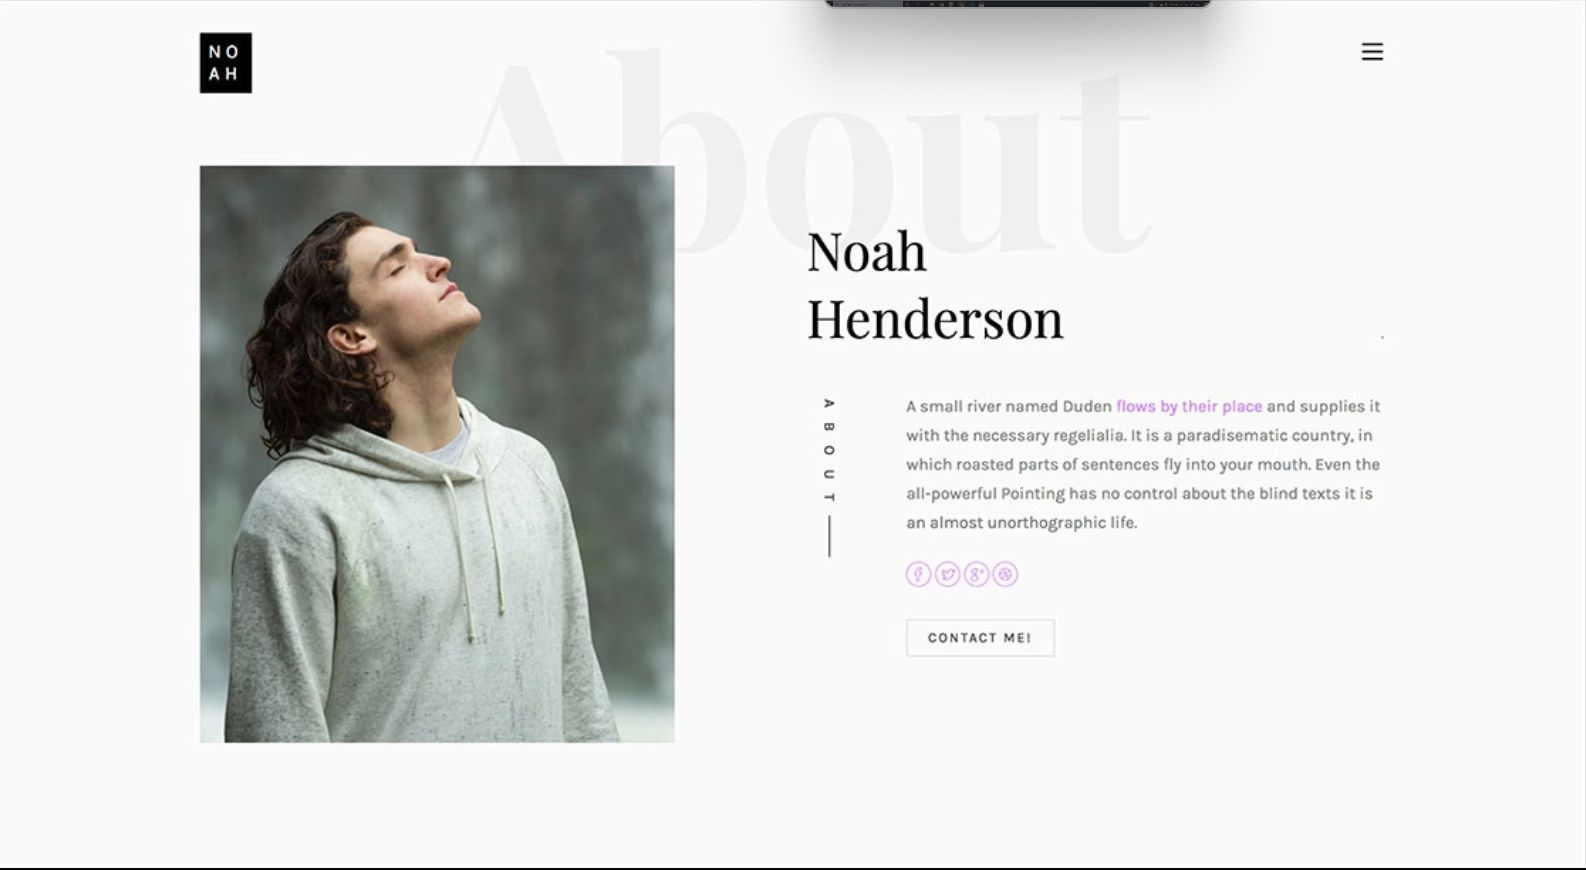 NO
AH
About
Noah
Henderson
ABOUT
A small river named Duden flows by their place and supplies it
with the necessary regelialia. It is a paradisematic country, in
which roasted parts of sentences fly into your mouth. Even the
all-powerful Pointing has no control about the blind texts it is
an almost unorthographic life.
CONTACT ME!